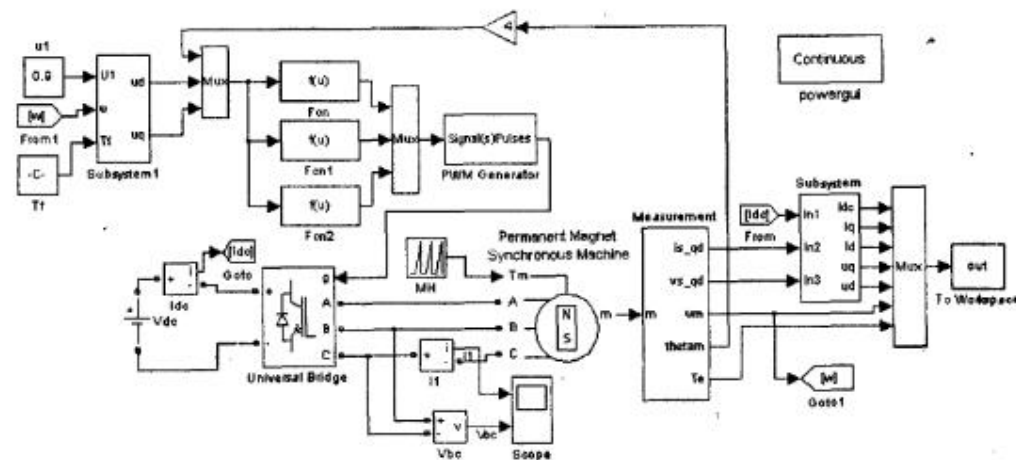 u1
0.9
U1
ud
[w]
w
From1
Tf
uq
-C-
Tf
Subsystem1
Mux
f(u)
Fcn
f(u)
Fcn1
f(u)
Fcn2
Mux
Signal(s)Pulses
PWM Generator
4
Continuous
powergui
Vdc
+
i
-
Idc
[Idc]
Goto
g
+
A
B
-
C
Universal Bridge
MH
Permanent Magnet
Synchronous Machine
Tm
A
B
C
N
S
m
+
i
-
I1
I1
+
-
v
Vbc
Vbc
Scope
Measurement
m
is_qd
vs_qd
wm
thetam
Te
[Idc]
From
Subsystem
In1
In2
In3
Idc
Iq
Id
uq
ud
Mux
out
To Workspace
[w]
Goto1